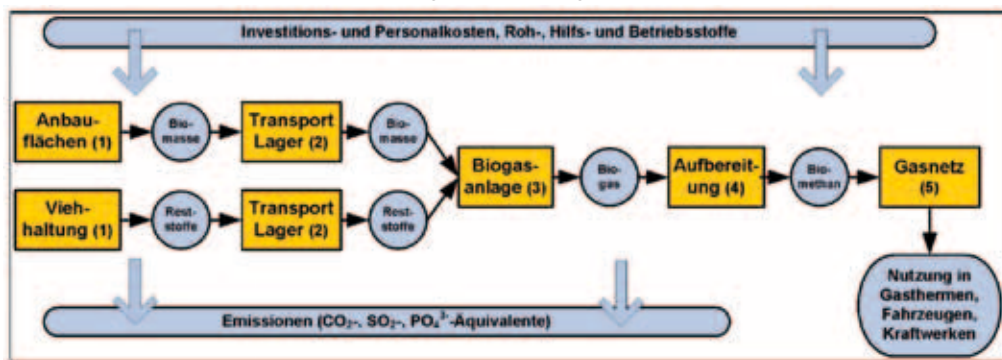 Investitions- und Personalkosten, Roh-, Hilfs- und Betriebsstoffe
Anbau-
flächen (1)
Bio-
masse
Transport
Lager (2)
Bio-
masse
Vieh-
haltung (1)
Rest-
stoffe
Transport
Lager (2)
Rest-
stoffe
Biogas-
anlage (3)
Bio-
gas
Aufbereit-
ung (4)
Bio-
methan
Gasnetz
(5)
Nutzung in
Gasthermen,
Fahrzeugen,
Kraftwerken
Emissionen (CO₂-, SO₂-, PO₄³⁻-Äquivalente)